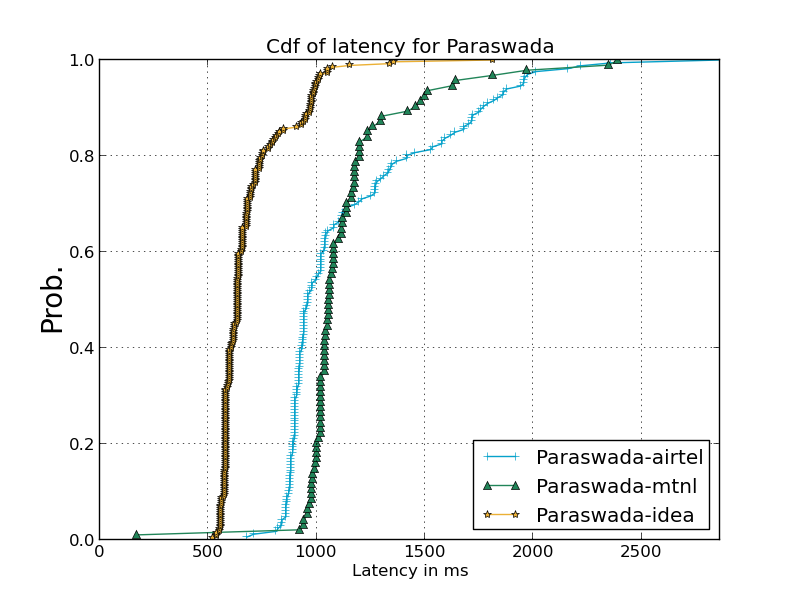 Cdf of latency for Paraswada
Prob.
1.0
0.8
0.6
0.4
0.2
0.0
0 500 1000 1500 2000 2500
Latency in ms
Paraswada-airtel
Paraswada-mtnl
Paraswada-idea